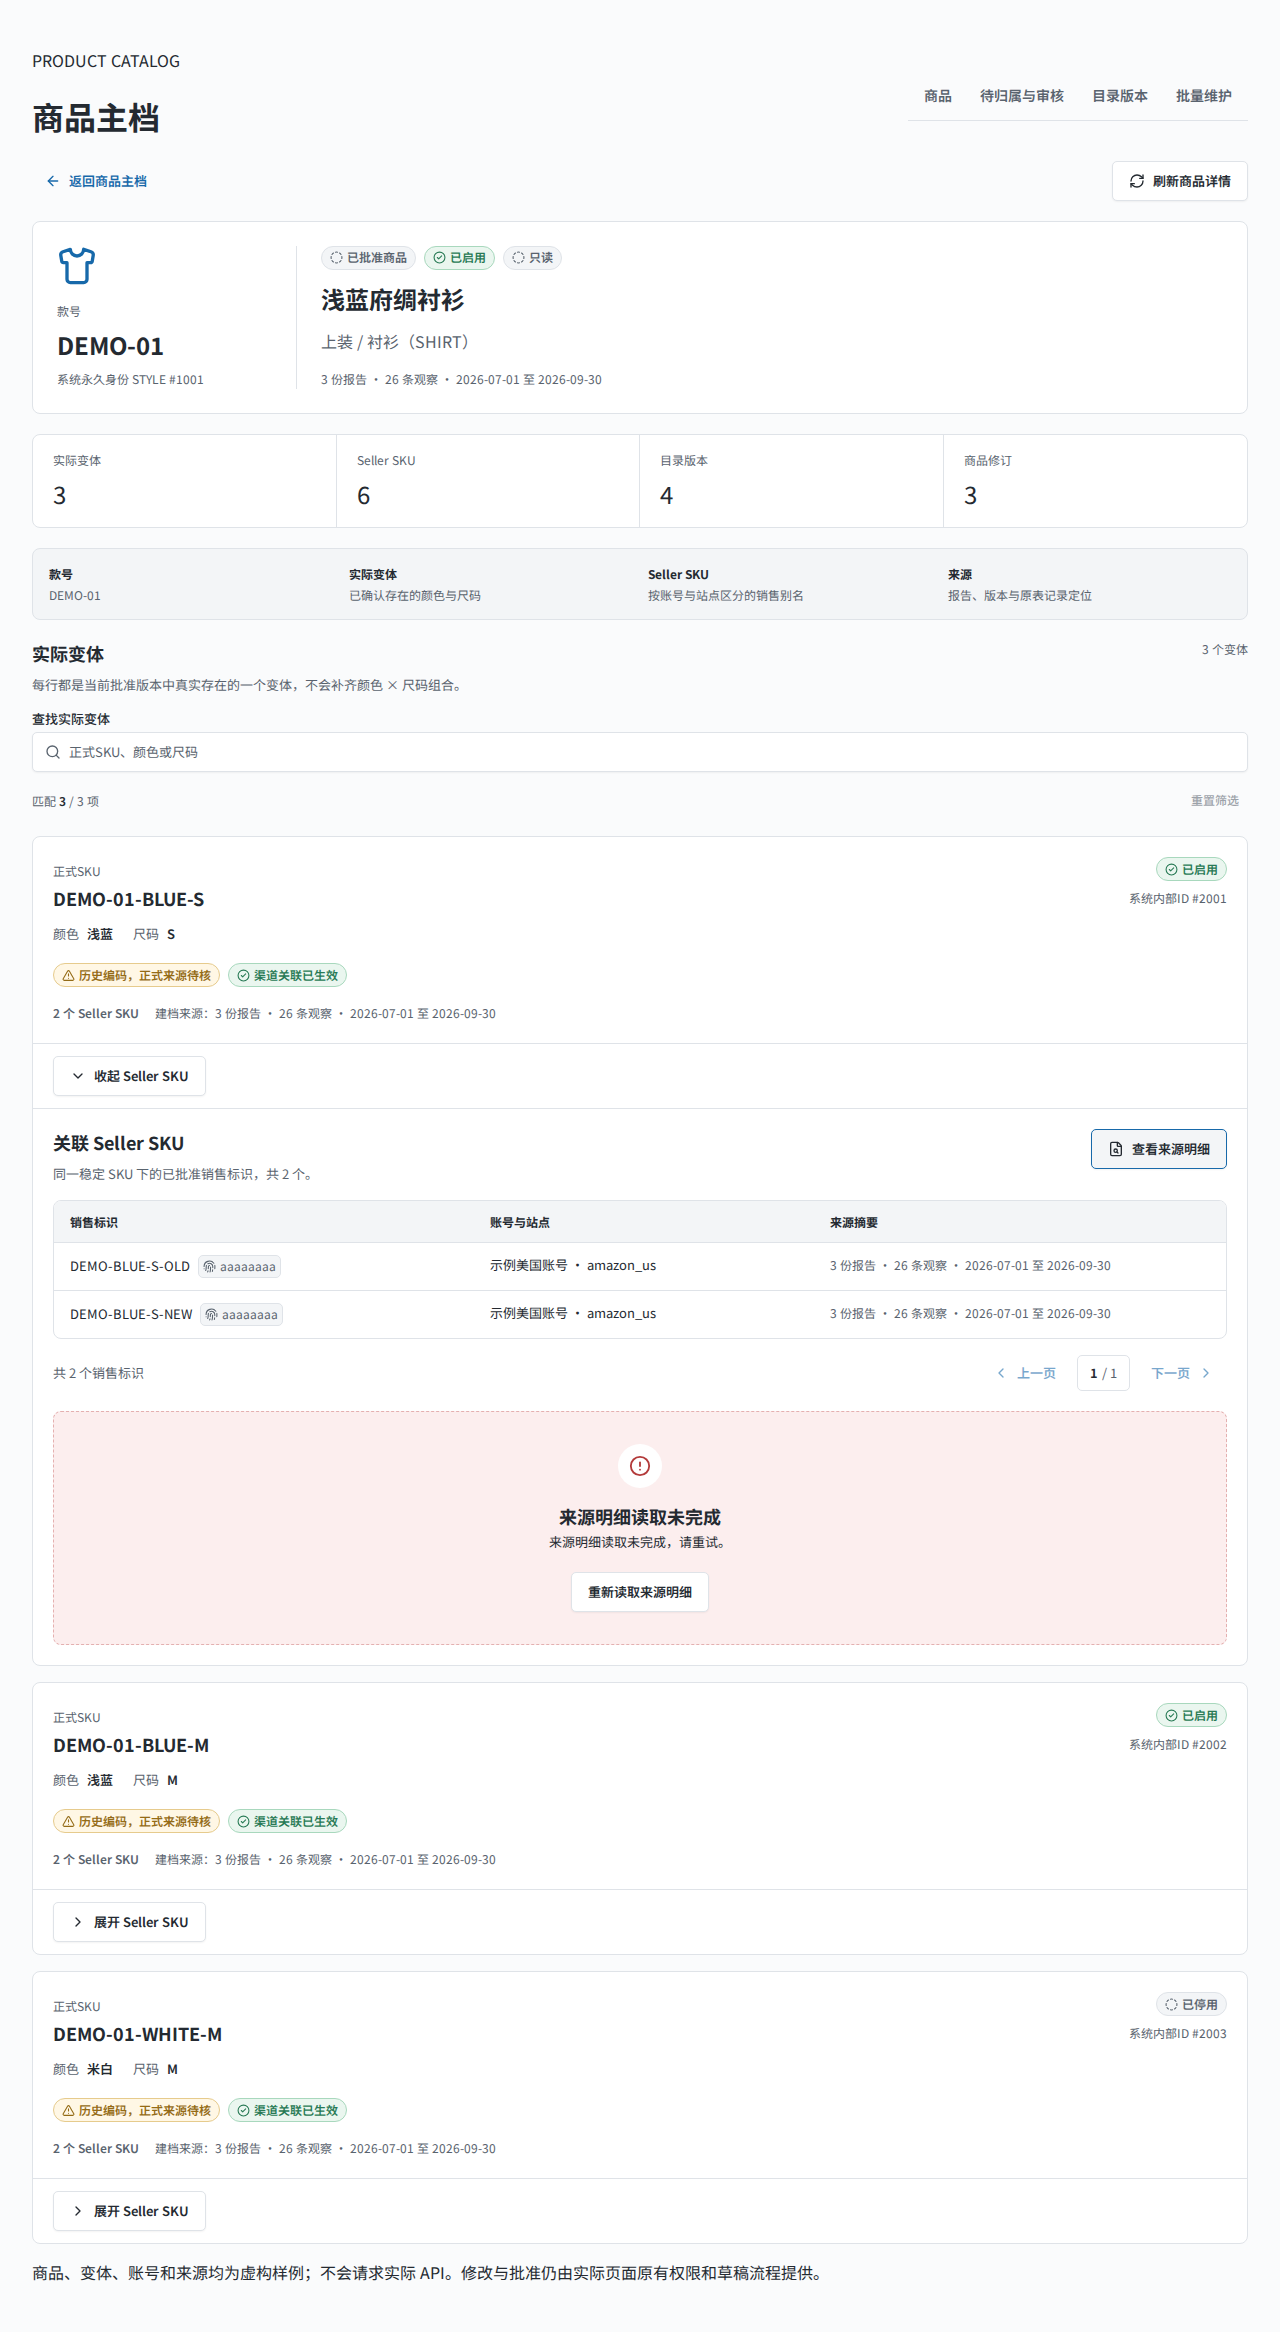 PRODUCT CATALOG
商品主档
商品 待归属与审核 目录版本 批量维护
返回商品主档
刷新商品详情
款号
DEMO-01
系统永久身份 STYLE #1001
已批准商品 已启用 只读
浅蓝府绸衬衫
上装 / 衬衫（SHIRT）
3 份报告 · 26 条观察 · 2026-07-01 至 2026-09-30
实际变体
3
Seller SKU
6
目录版本
4
商品修订
3
款号
DEMO-01
实际变体
已确认存在的颜色与尺码
Seller SKU
按账号与站点区分的销售别名
来源
报告、版本与原表记录定位
实际变体
3 个变体
每行都是当前批准版本中真实存在的一个变体，不会补齐颜色 × 尺码组合。
查找实际变体
正式SKU、颜色或尺码
匹配 3 / 3 项
重置筛选
正式SKU
DEMO-01-BLUE-S
颜色 浅蓝 尺码 S
已启用
系统内部ID #2001
历史编码，正式来源待核 渠道关联已生效
2 个 Seller SKU 建档来源：3 份报告 · 26 条观察 · 2026-07-01 至 2026-09-30
收起 Seller SKU
关联 Seller SKU
同一稳定 SKU 下的已批准销售标识，共 2 个。
查看来源明细
销售标识 账号与站点 来源摘要
DEMO-BLUE-S-OLD aaaaaaaa 示例美国账号 · amazon_us 3 份报告 · 26 条观察 · 2026-07-01 至 2026-09-30
DEMO-BLUE-S-NEW aaaaaaaa 示例美国账号 · amazon_us 3 份报告 · 26 条观察 · 2026-07-01 至 2026-09-30
共 2 个销售标识
上一页 1 / 1 下一页
来源明细读取未完成
来源明细读取未完成，请重试。
重新读取来源明细
正式SKU
DEMO-01-BLUE-M
颜色 浅蓝 尺码 M
已启用
系统内部ID #2002
历史编码，正式来源待核 渠道关联已生效
2 个 Seller SKU 建档来源：3 份报告 · 26 条观察 · 2026-07-01 至 2026-09-30
展开 Seller SKU
正式SKU
DEMO-01-WHITE-M
颜色 米白 尺码 M
已停用
系统内部ID #2003
历史编码，正式来源待核 渠道关联已生效
2 个 Seller SKU 建档来源：3 份报告 · 26 条观察 · 2026-07-01 至 2026-09-30
展开 Seller SKU
商品、变体、账号和来源均为虚构样例；不会请求实际 API。修改与批准仍由实际页面原有权限和草稿流程提供。